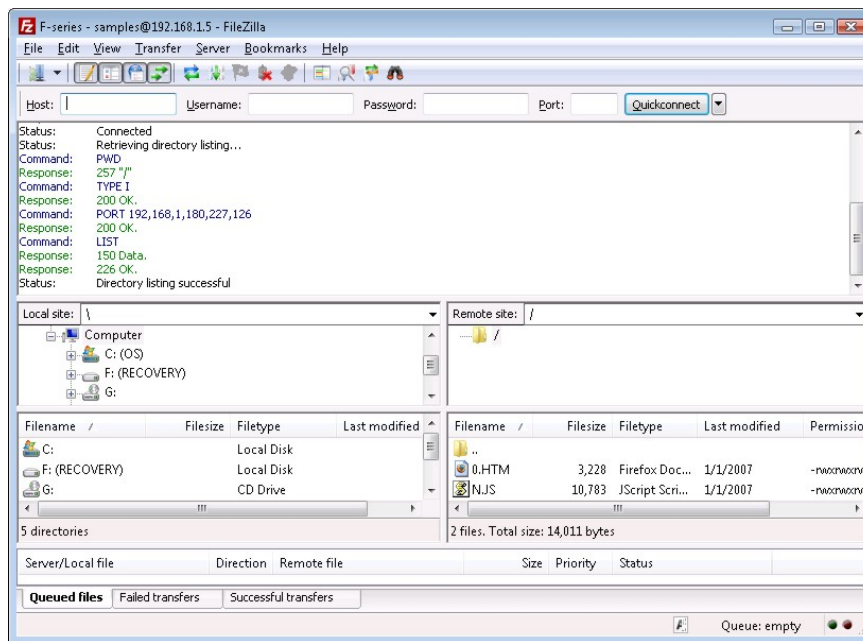 F-series - samples@192.168.1.5 - FileZilla
File Edit View Transfer Server Bookmarks Help
Host: Username: Password: Port: Quickconnect
Status: Connected
Status: Retrieving directory listing...
Command: PWD
Response: 257 "/"
Command: TYPE I
Response: 200 OK.
Command: PORT 192,168,1,180,227,126
Response: 200 OK.
Command: LIST
Response: 150 Data.
Response: 226 OK.
Status: Directory listing successful
Local site: \ Remote site: /
Computer /
C: (OS)
F: (RECOVERY)
G:
Filename / Filesize Filetype Last modified Filename / Filesize Filetype Last modified Permissio
C: Local Disk ..
F: (RECOVERY) Local Disk 0.HTM 3,228 Firefox Doc... 1/1/2007 -rwxrwxrw
G: CD Drive N.JS 10,783 JScript Scri... 1/1/2007 -rwxrwxrw
5 directories 2 files. Total size: 14,011 bytes
Server/Local file Direction Remote file Size Priority Status
Queued files Failed transfers Successful transfers
Queue: empty